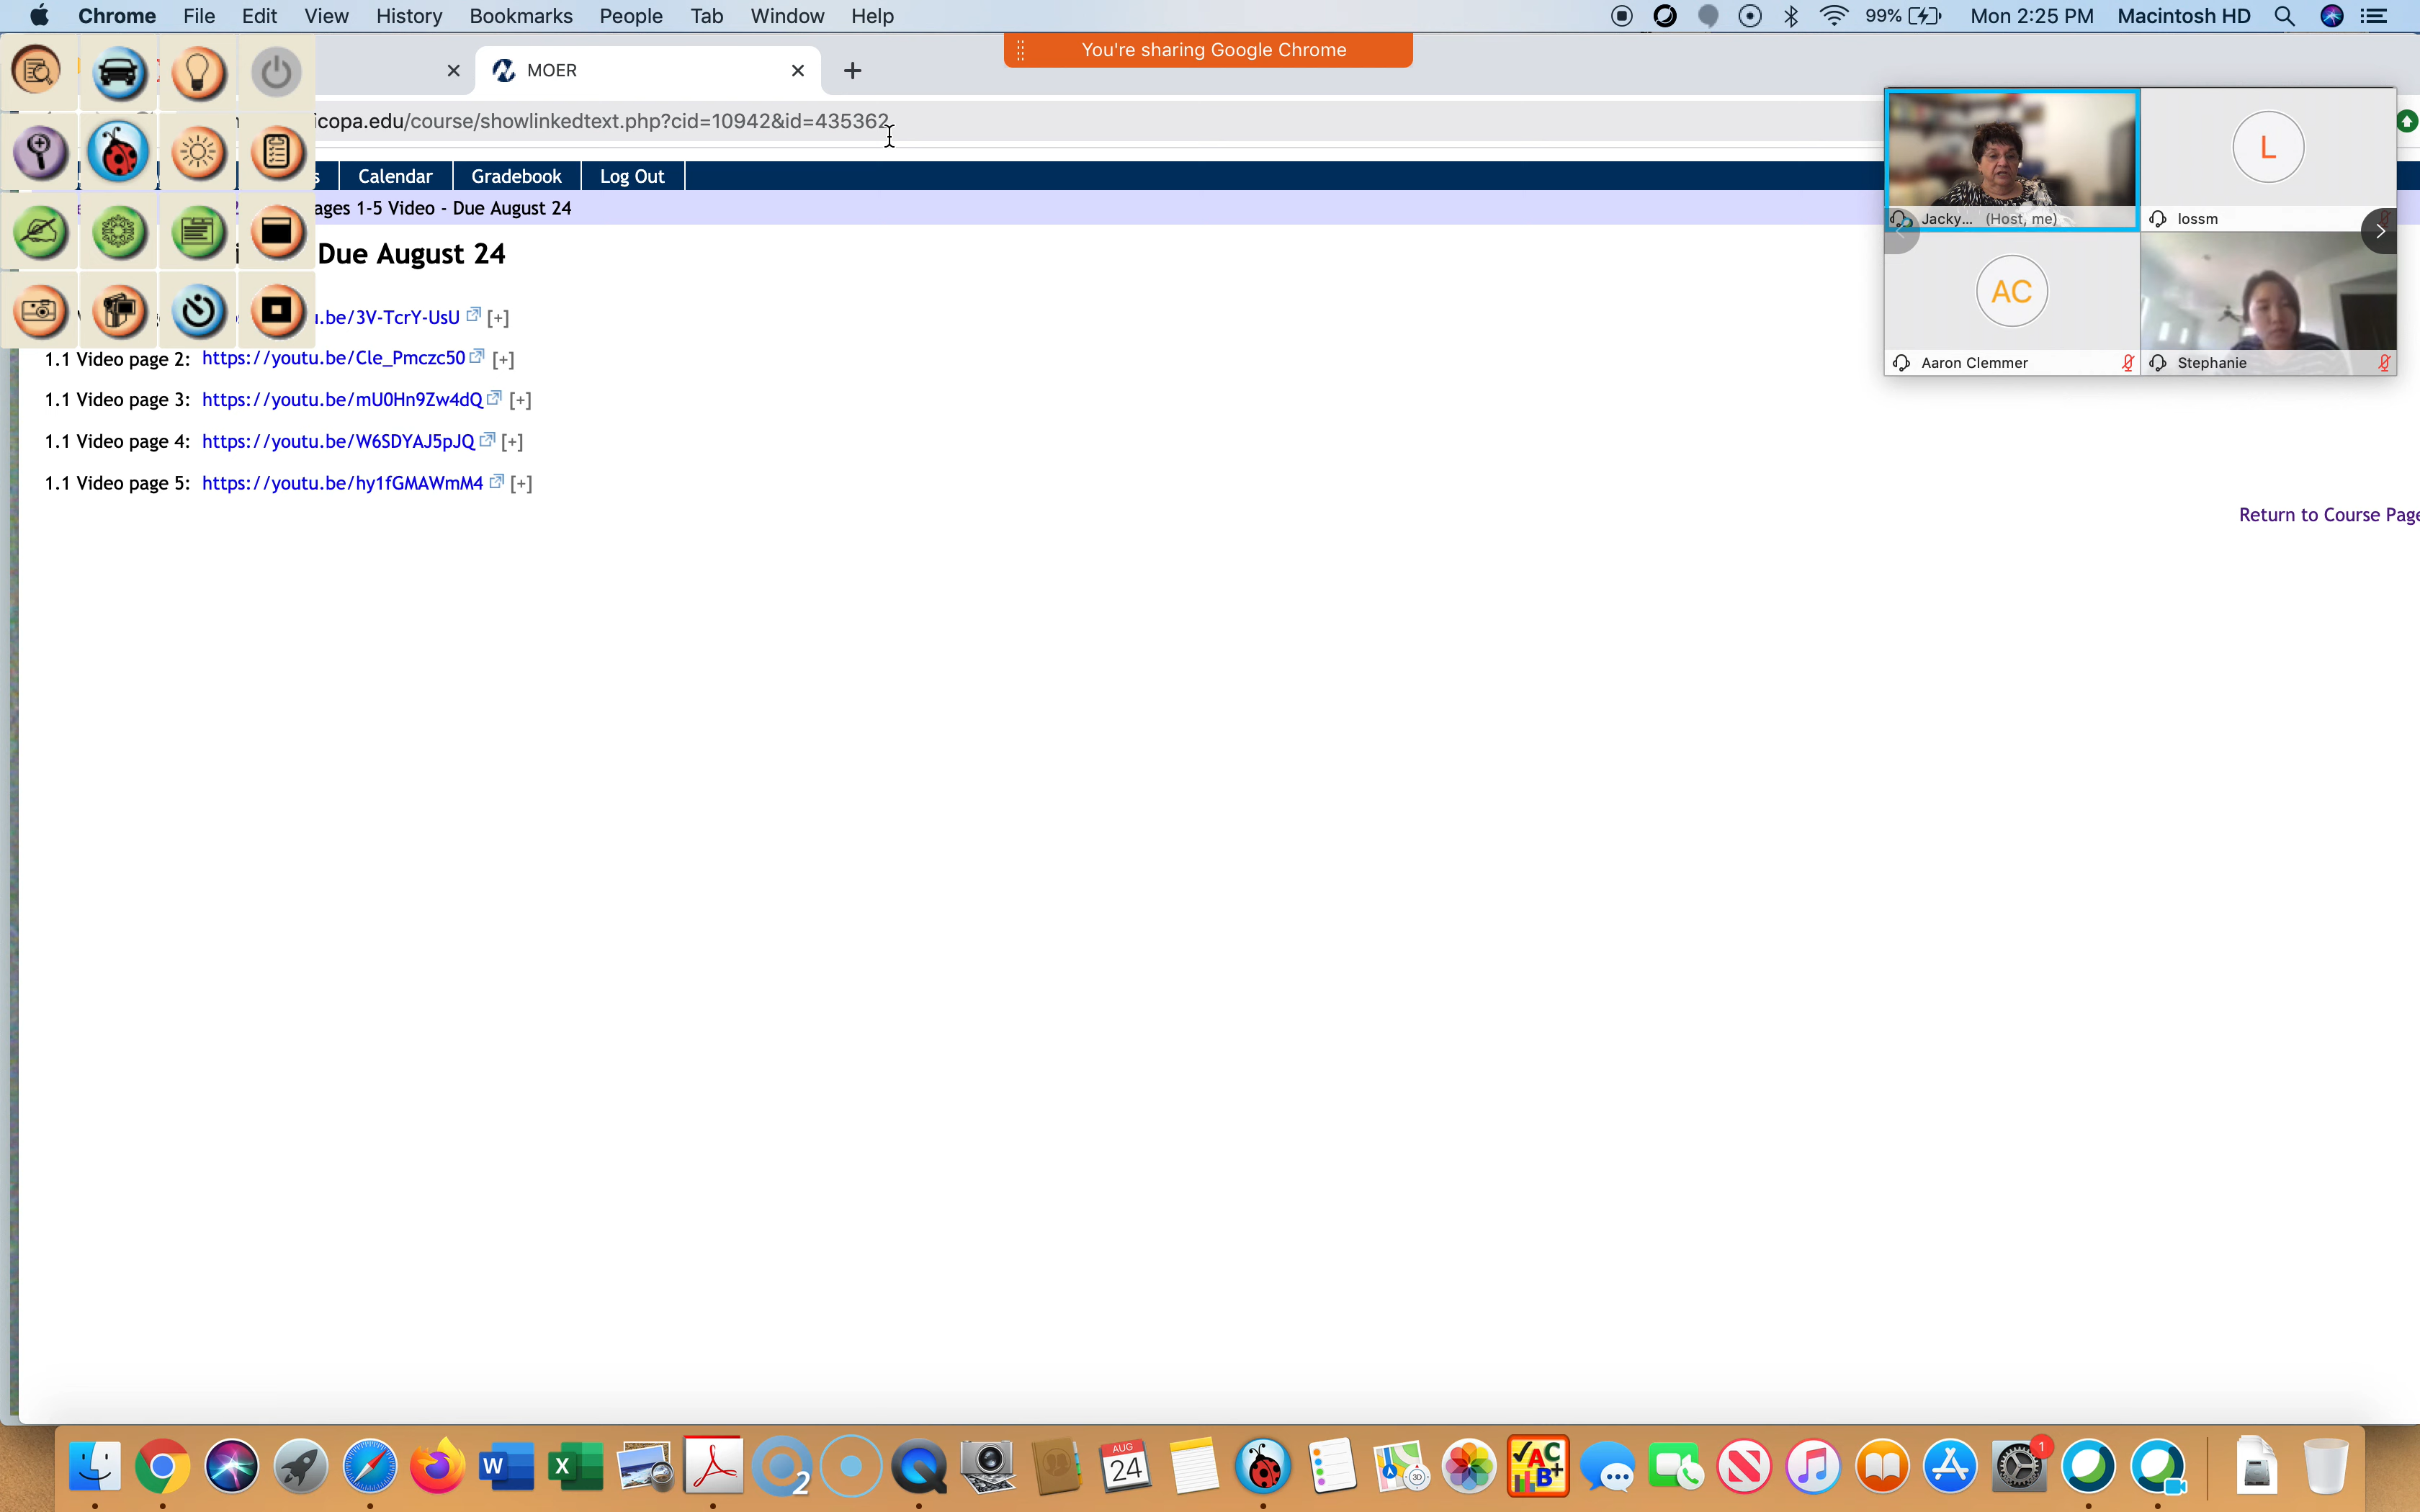 Chrome File Edit View History Bookmarks People Tab Window Help 99% Mon 2:25 PM Macintosh HD
You're sharing Google Chrome
MOER
icopa.edu/course/showlinkedtext.php?cid=10942&id=435362
s Calendar Gradebook Log Out
ages 1-5 Video - Due August 24
Due August 24
L
Jacky... (Host, me)
lossm
AC
Aaron Clemmer
Stephanie
.be/3V-TcrY-UsU [+]
1.1 Video page 2: https://youtu.be/Cle_Pmczc50 [+]
1.1 Video page 3: https://youtu.be/mU0Hn9Zw4dQ [+]
1.1 Video page 4: https://youtu.be/W6SDYAJ5pJQ [+]
1.1 Video page 5: https://youtu.be/hy1fGMAWmM4 [+]
Return to Course Page
W X 2 AUG 24 3D AC B+ 1